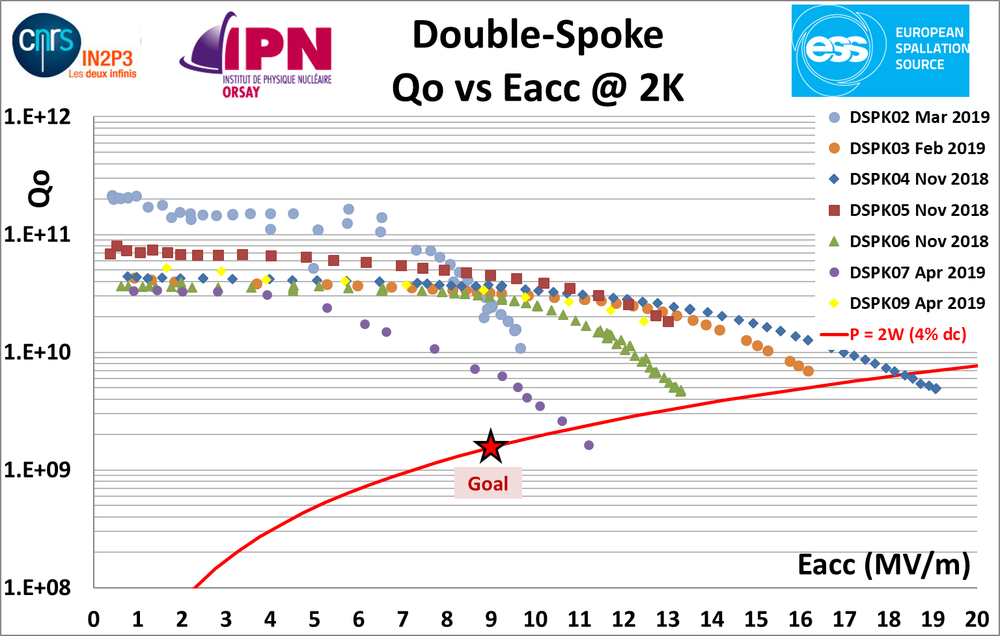 cnrs
IN2P3
Les deux infinis
IPN
INSTITUT DE PHYSIQUE NUCLÉAIRE
ORSAY
Double-Spoke
Qo vs Eacc @ 2K
ess
EUROPEAN
SPALLATION
SOURCE
Qo
1.E+12
1.E+11
1.E+10
1.E+09
1.E+08
DSPK02 Mar 2019
DSPK03 Feb 2019
DSPK04 Nov 2018
DSPK05 Nov 2018
DSPK06 Nov 2018
DSPK07 Apr 2019
DSPK09 Apr 2019
P = 2W (4% dc)
Goal
Eacc (MV/m)
0 1 2 3 4 5 6 7 8 9 10 11 12 13 14 15 16 17 18 19 20